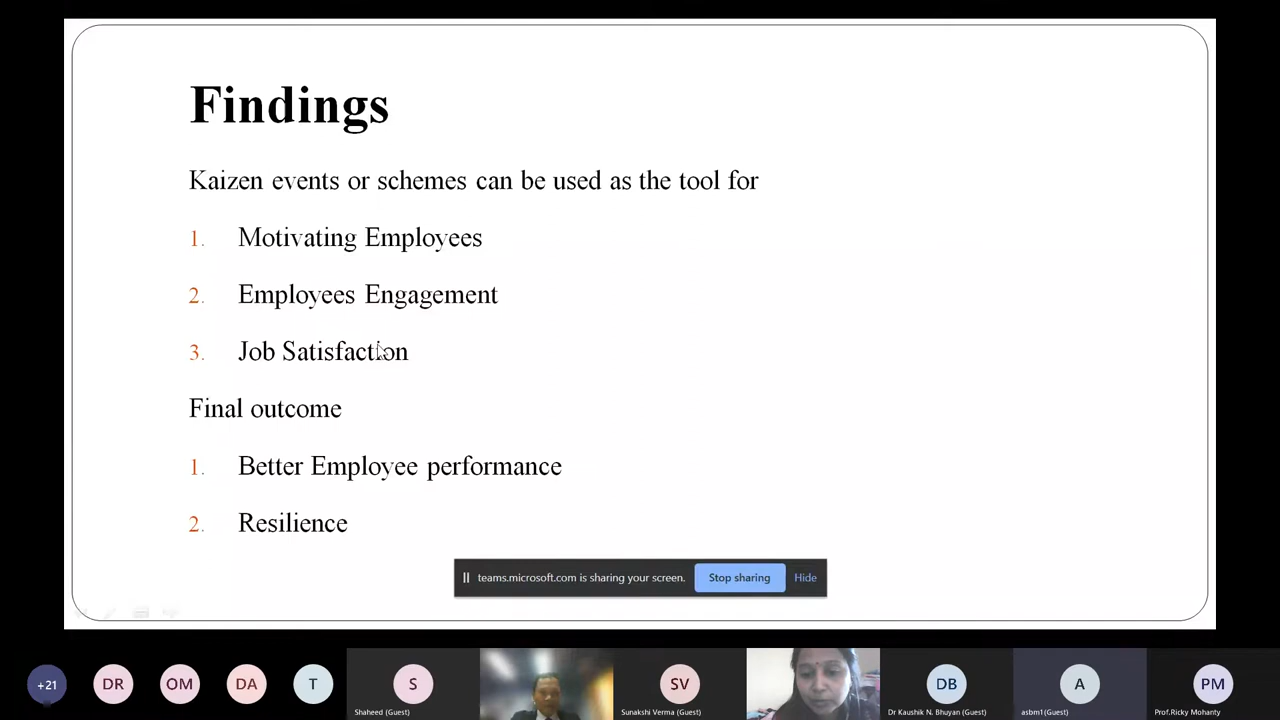 Findings
Kaizen events or schemes can be used as the tool for
1. Motivating Employees
2. Employees Engagement
3. Job Satisfaction
Final outcome
1. Better Employee performance
2. Resilience
teams.microsoft.com is sharing your screen. Stop sharing Hide
+21 DR OM DA T S SV DB A PM
Shaheed (Guest) Sunakshi Verma (Guest) Dr Kaushik N. Bhuyan (Guest) asbm1(Guest) Prof.Ricky Mohanty